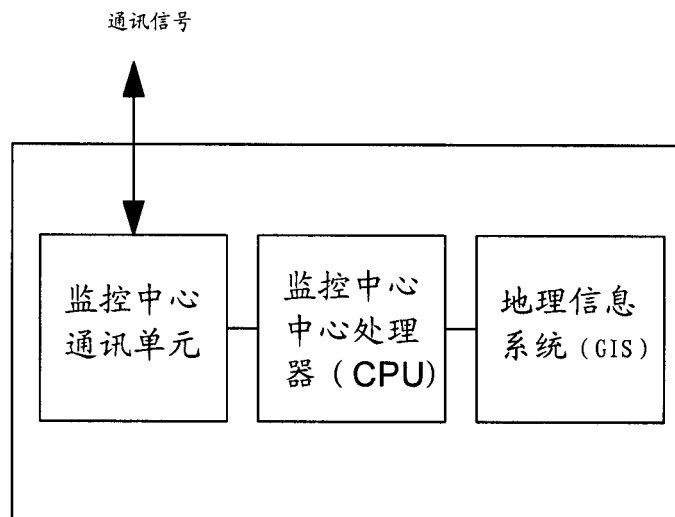 通讯信号
监控中心
通讯单元
监控中心
中心处理
器(CPU)
地理信息
系统(GIS)